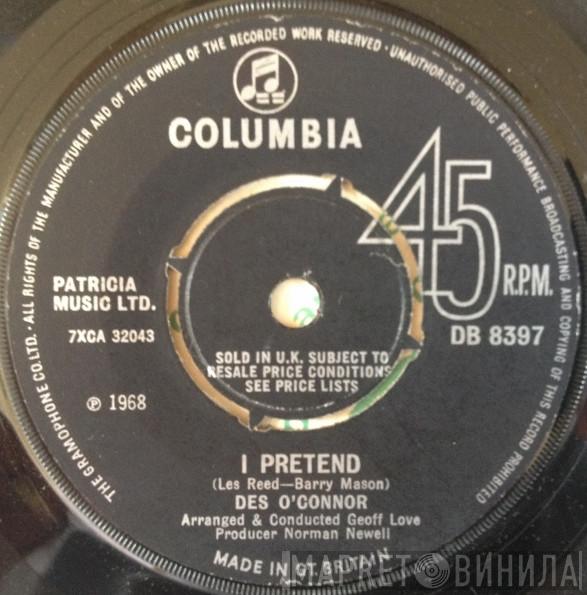 THE GRAMOPHONE CO. LTD. · ALL RIGHTS OF THE MANUFACTURER AND OF THE OWNER OF THE RECORDED WORK RESERVED · UNAUTHORISED PUBLIC PERFORMANCE BROADCASTING AND COPYING OF THIS RECORD PROHIBITED
COLUMBIA
45
R.P.M.
PATRICIA
MUSIC LTD.
7XCA 32043
DB 8397
SOLD IN U.K. SUBJECT TO
RESALE PRICE CONDITIONS
SEE PRICE LISTS
℗ 1968
I PRETEND
(Les Reed—Barry Mason)
DES O'CONNOR
Arranged & Conducted Geoff Love
Producer Norman Newell
MADE IN GT. BRITAIN
МАРКЕТОВИНИЛА